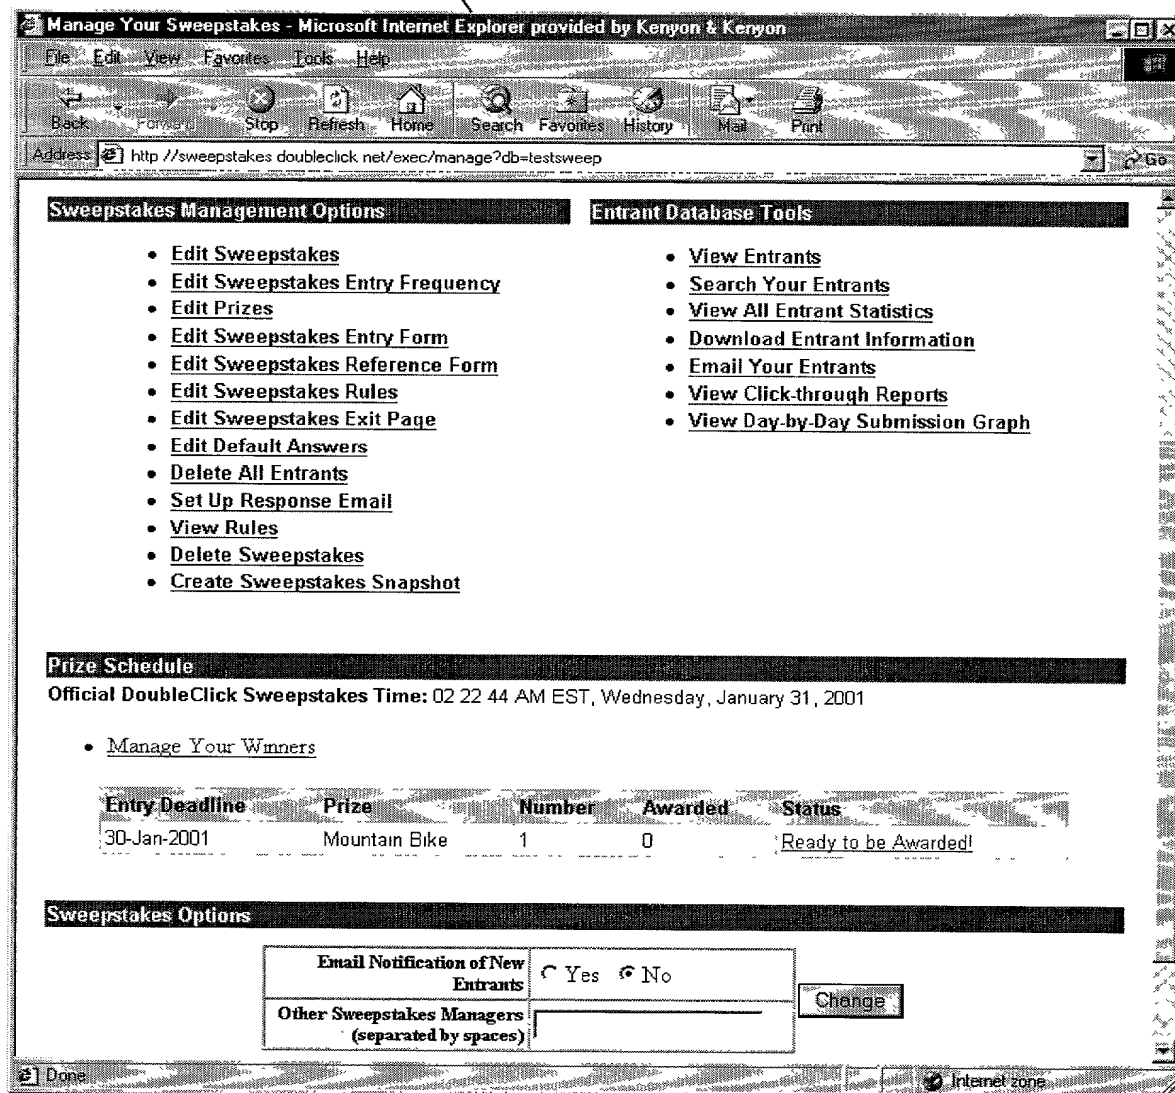 Manage Your Sweepstakes - Microsoft Internet Explorer provided by Kenyon & Kenyon
File Edit View Favorites Tools Help
Back Forward Stop Refresh Home Search Favorites History Mail Print
Address http //sweepstakes doubleclick net/exec/manage?db=testsweep Go
Sweepstakes Management Options
• Edit Sweepstakes
• Edit Sweepstakes Entry Frequency
• Edit Prizes
• Edit Sweepstakes Entry Form
• Edit Sweepstakes Reference Form
• Edit Sweepstakes Rules
• Edit Sweepstakes Exit Page
• Edit Default Answers
• Delete All Entrants
• Set Up Response Email
• View Rules
• Delete Sweepstakes
• Create Sweepstakes Snapshot
Entrant Database Tools
• View Entrants
• Search Your Entrants
• View All Entrant Statistics
• Download Entrant Information
• Email Your Entrants
• View Click-through Reports
• View Day-by-Day Submission Graph
Prize Schedule
Official DoubleClick Sweepstakes Time: 02 22 44 AM EST, Wednesday, January 31, 2001
• Manage Your Winners
Entry Deadline Prize Number Awarded Status
30-Jan-2001 Mountain Bike 1 0 Ready to be Awarded!
Sweepstakes Options
Email Notification of New
Entrants
Yes No
Other Sweepstakes Managers
(separated by spaces)
Change
Done Internet zone